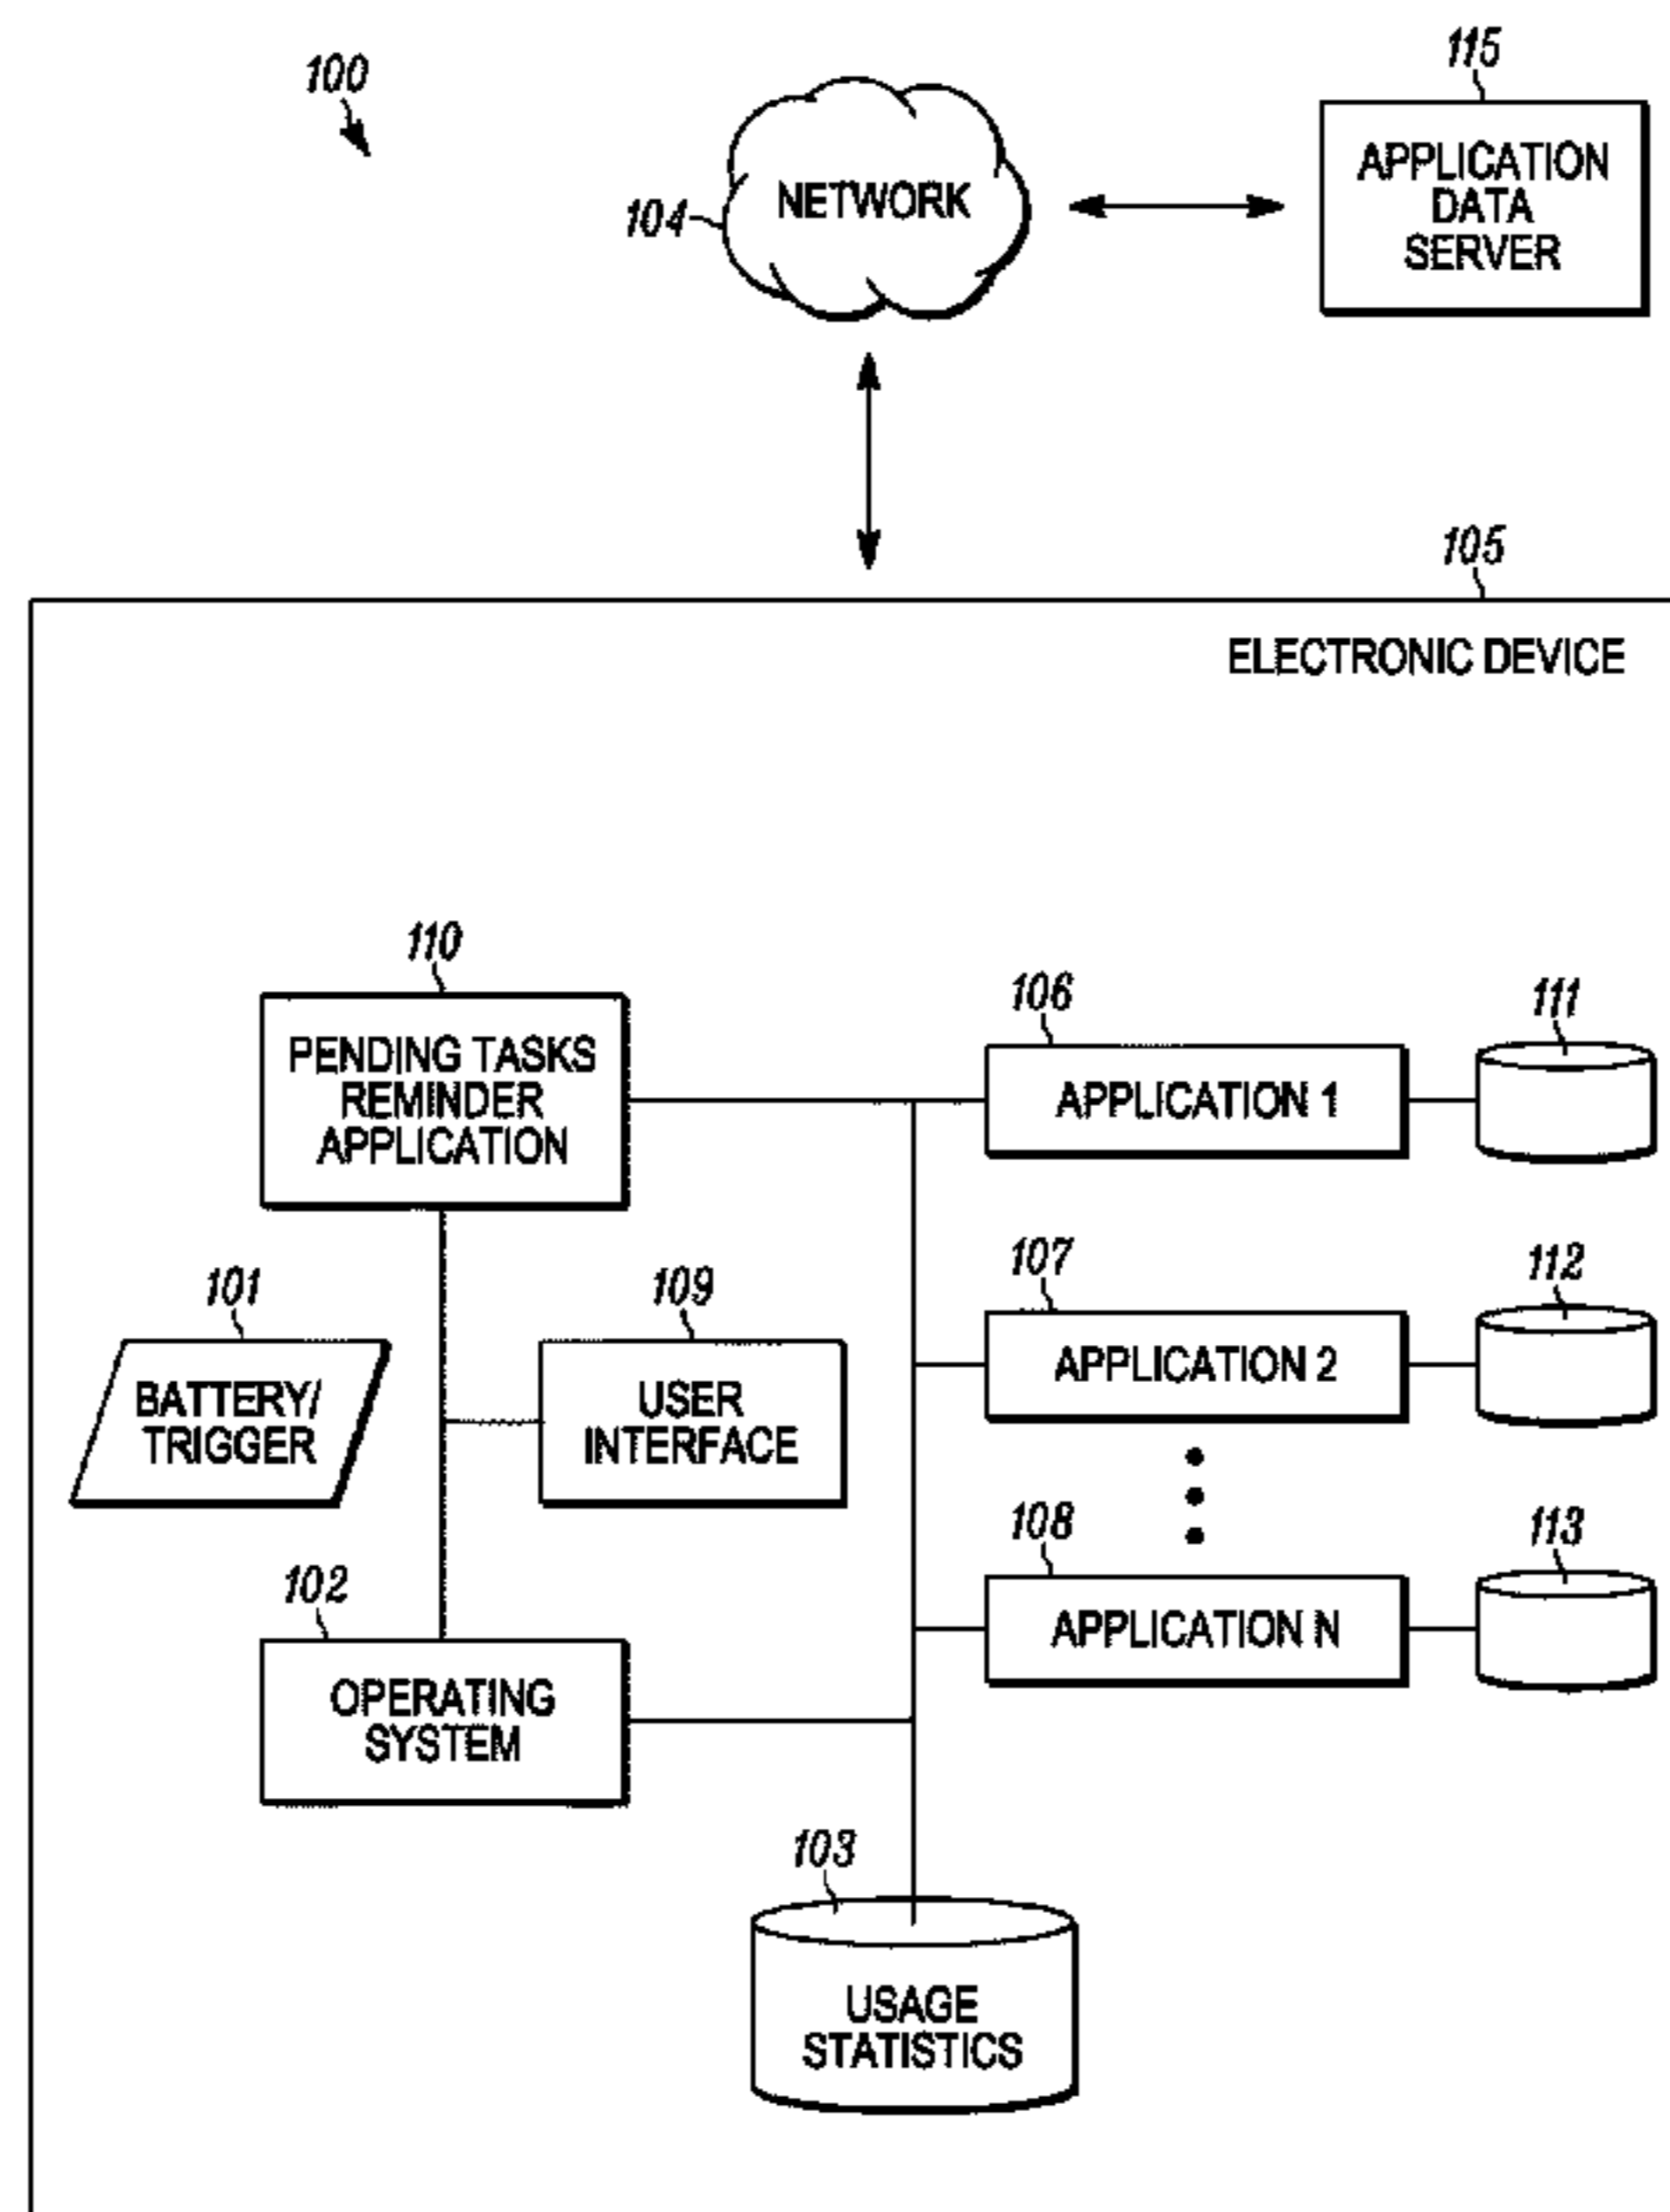 100
115
APPLICATION
DATA
SERVER
NETWORK
104
105
ELECTRONIC DEVICE
110
PENDING TASKS
REMINDER
APPLICATION
106
APPLICATION 1
111
101
BATTERY/
TRIGGER
109
USER
INTERFACE
107
APPLICATION 2
112
102
OPERATING
SYSTEM
108
APPLICATION N
113
103
USAGE
STATISTICS